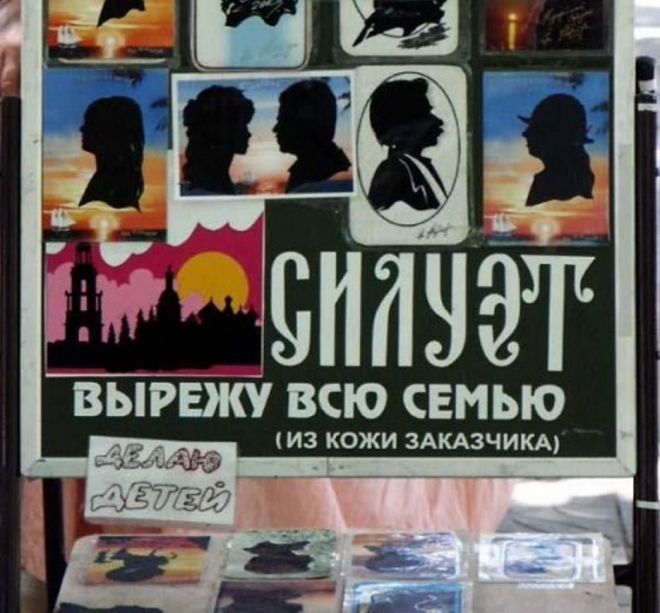 СИЛУЭТ
ВЫРЕЖУ ВСЮ СЕМЬЮ
(ИЗ КОЖИ ЗАКАЗЧИКА)
ДЕЛАЮ
ДЕТЕЙ